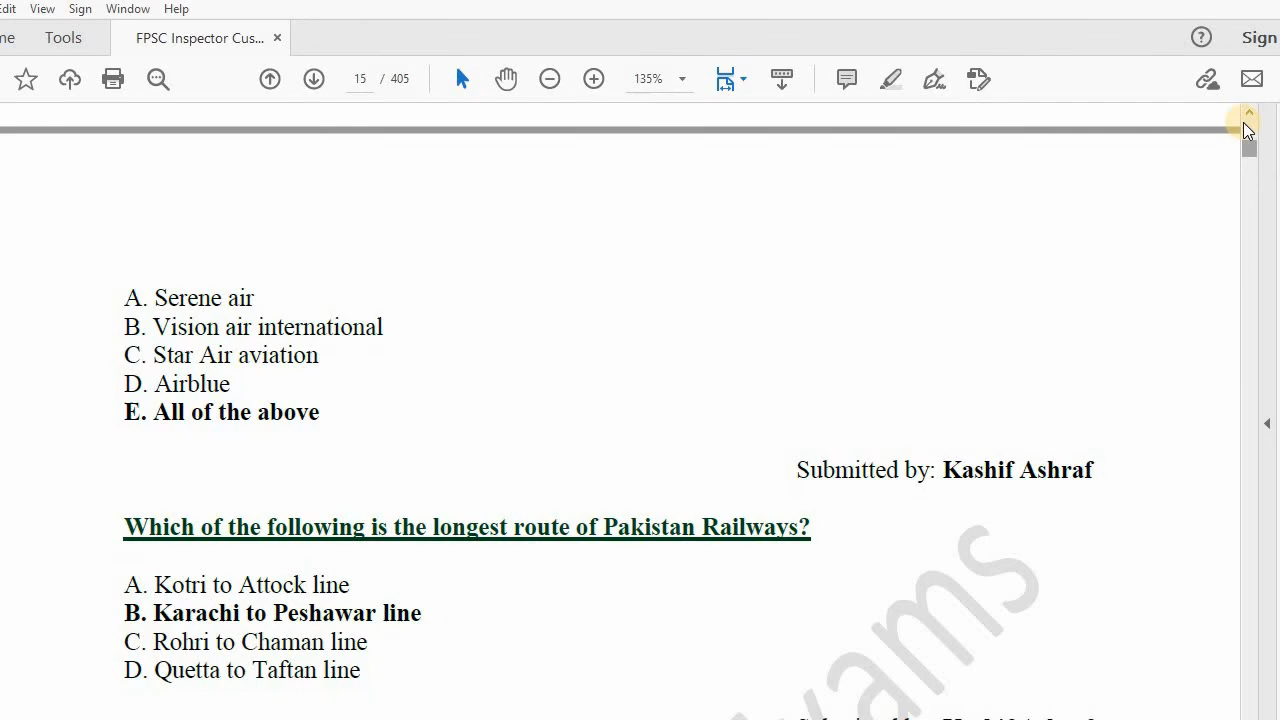 Edit View Sign Window Help
Tools FPSC Inspector Cus... × ? Sign
15 / 405 135%
A. Serene air
B. Vision air international
C. Star Air aviation
D. Airblue
E. All of the above
Submitted by: Kashif Ashraf
Which of the following is the longest route of Pakistan Railways?
A. Kotri to Attock line
B. Karachi to Peshawar line
C. Rohri to Chaman line
D. Quetta to Taftan line